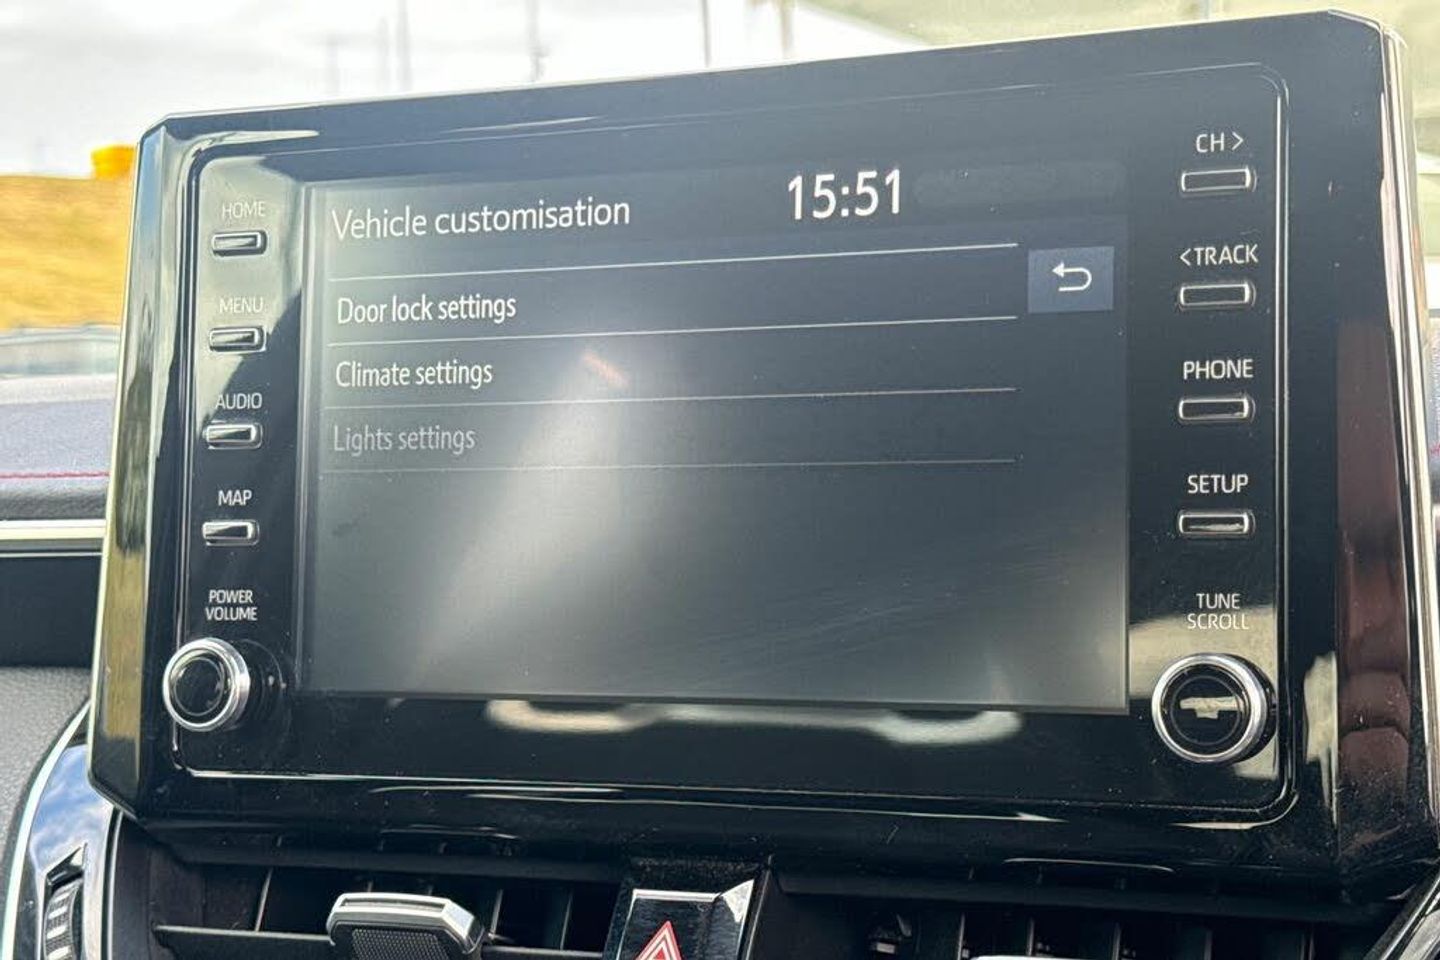 HOME
MENU
AUDIO
MAP
POWER
VOLUME
Vehicle customisation
15:51
Door lock settings
Climate settings
Lights settings
CH >
<TRACK
PHONE
SETUP
TUNE
SCROLL